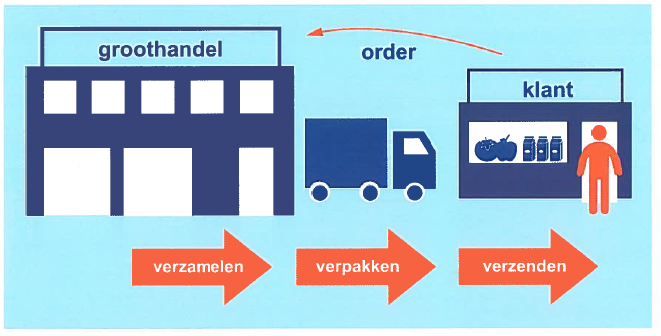 groothandel
order
klant
verzamelen
verpakken
verzenden